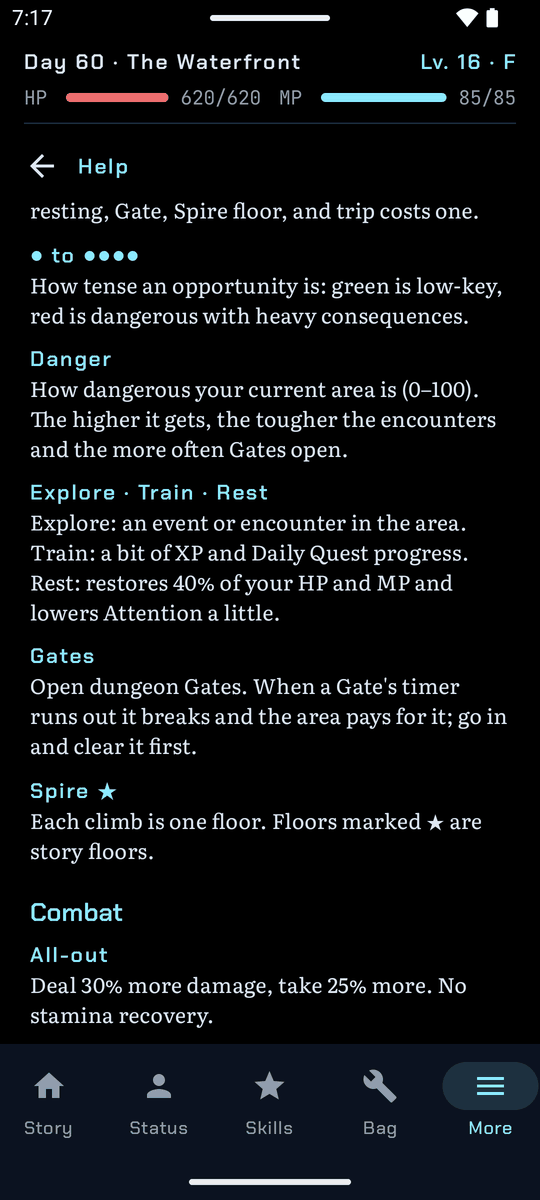 7:17
Day 60 · The Waterfront
Lv. 16 · F
HP 620/620 MP 85/85
← Help
resting, Gate, Spire floor, and trip costs one.
● to ●●●●
How tense an opportunity is: green is low-key,
red is dangerous with heavy consequences.
Danger
How dangerous your current area is (0–100).
The higher it gets, the tougher the encounters
and the more often Gates open.
Explore · Train · Rest
Explore: an event or encounter in the area.
Train: a bit of XP and Daily Quest progress.
Rest: restores 40% of your HP and MP and
lowers Attention a little.
Gates
Open dungeon Gates. When a Gate's timer
runs out it breaks and the area pays for it; go in
and clear it first.
Spire ★
Each climb is one floor. Floors marked ★ are
story floors.
Combat
All-out
Deal 30% more damage, take 25% more. No
stamina recovery.
Story
Status
Skills
Bag
More